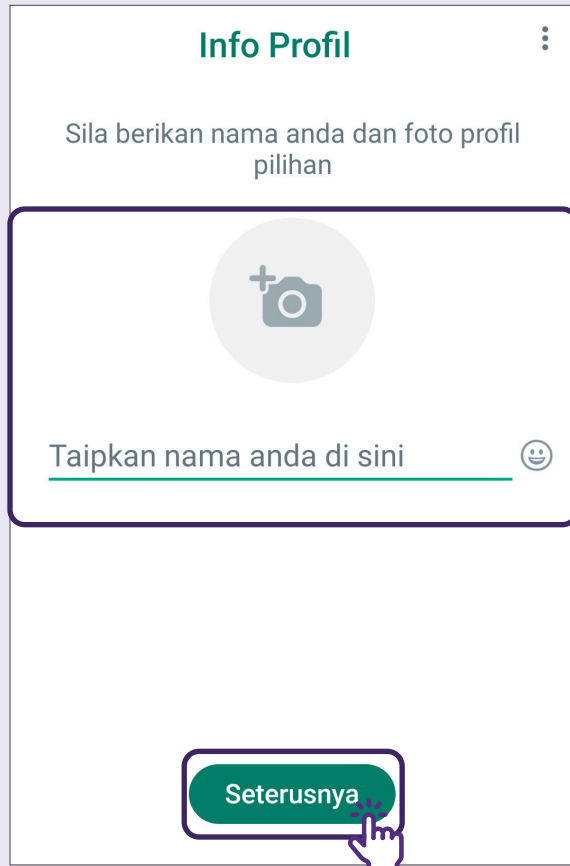 Info Profil
Sila berikan nama anda dan foto profil
pilihan
Taipkan nama anda di sini
Seterusnya